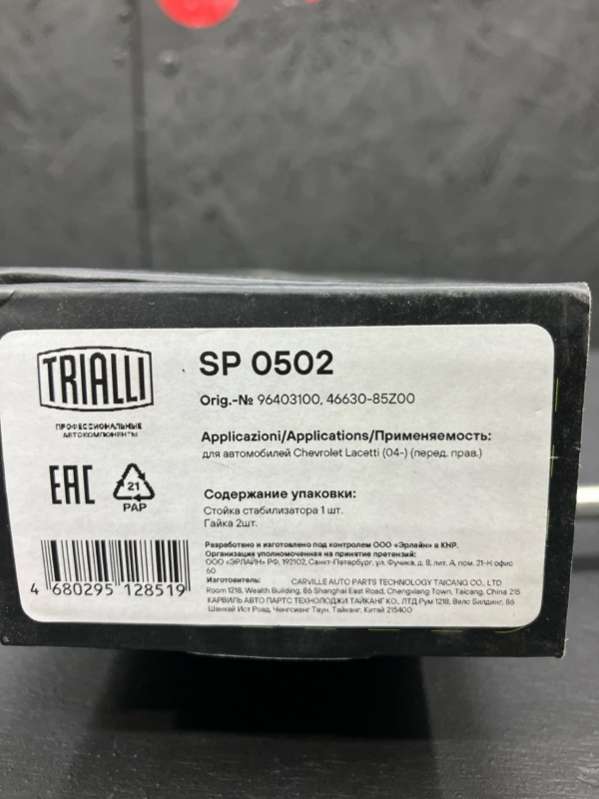 TRIALLI
ПРОФЕССИОНАЛЬНЫЕ
АВТОКОМПОНЕНТЫ
SP 0502
Orig.-№ 96403100, 46630-85Z00
Applicazioni/Applications/Применяемость:
для автомобилей Chevrolet Lacetti (04-) (перед. прав.)
EAC
21
PAP
Содержание упаковки:
Стойка стабилизатора 1 шт.
Гайка 2шт.
Разработано и изготовлено под контролем ООО «Эрлайн» в KNP.
Организация уполномоченная на принятие претензий:
ООО «ЭРЛАЙН» РФ, 192102, Санкт-Петербург, ул. Фучика, д. 8, лит. А, пом. 21-Н офис
60
Изготовитель: CARVILLE AUTO PARTS TECHNOLOGY TAICANG CO., LTD
Room 1218, Wealth Building, 86 Shanghai East Road, Chengxiang Town, Taicang, China 215
КАРВИЛЬ АВТО ПАРТС ТЕХНОЛОДЖИ ТАЙКАНГ КО., ЛТД Рум 1218, Велс Билдинг, 86
Шанхай Ист Роад, Ченгсианг Таун, Тайканг, Китай 215400
4 680295 128519